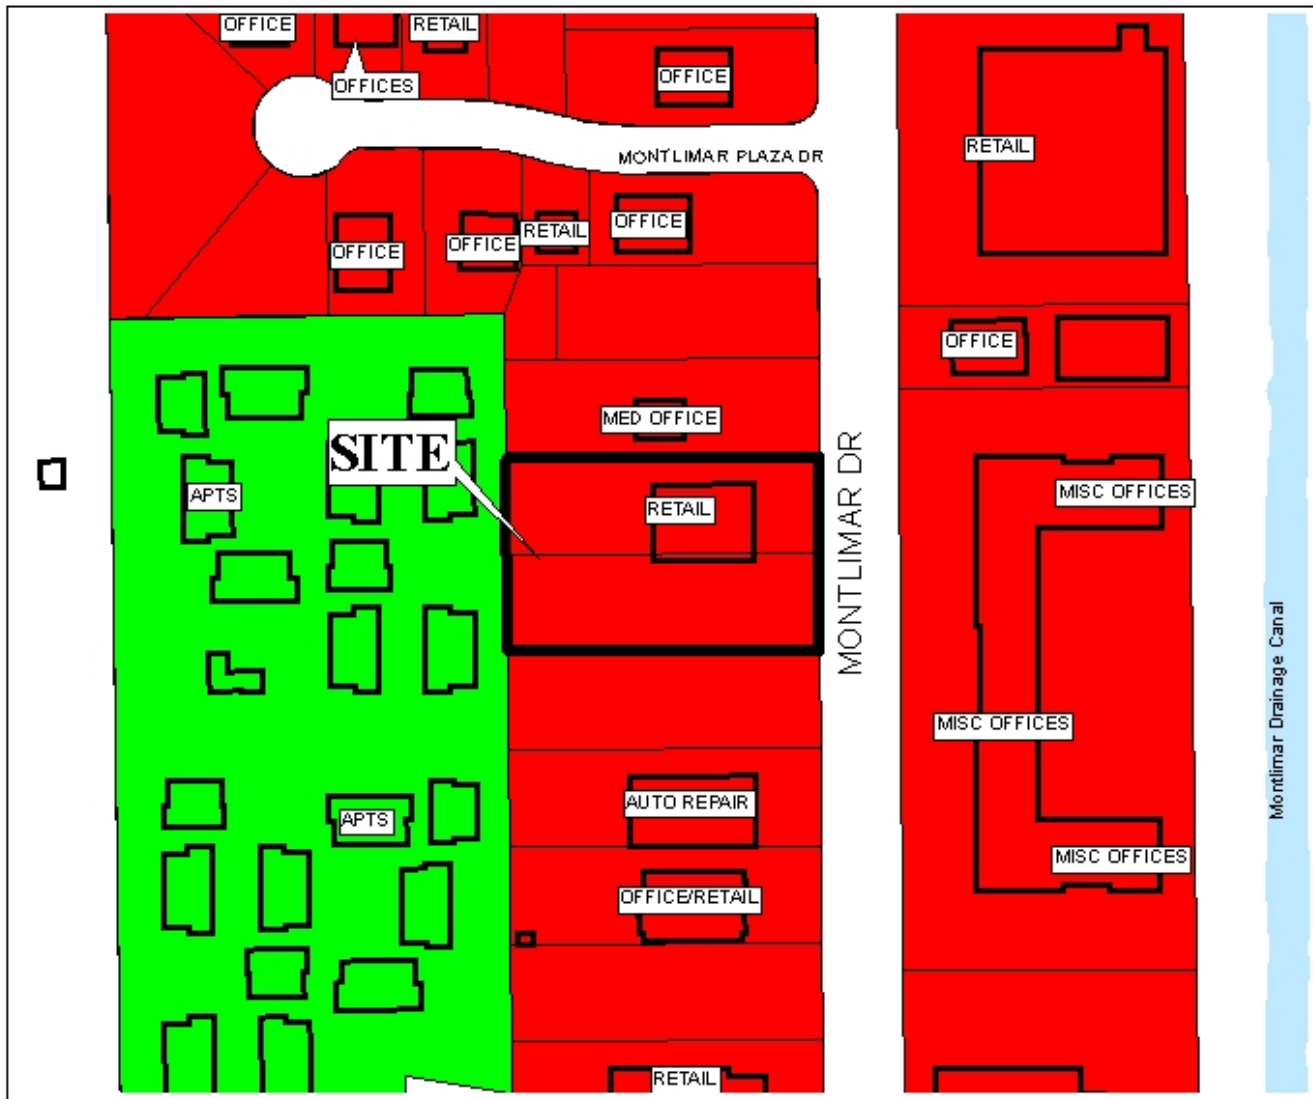 OFFICE
RETAIL
OFFICES
OFFICE
MONTLIMAR PLAZA DR
RETAIL
OFFICE
OFFICE
RETAIL
OFFICE
OFFICE
MED OFFICE
SITE
APTS
RETAIL
MISC OFFICES
MONTLIMAR DR
Montlimar Drainage Canal
MISC OFFICES
AUTO REPAIR
APTS
MISC OFFICES
OFFICE/RETAIL
RETAIL